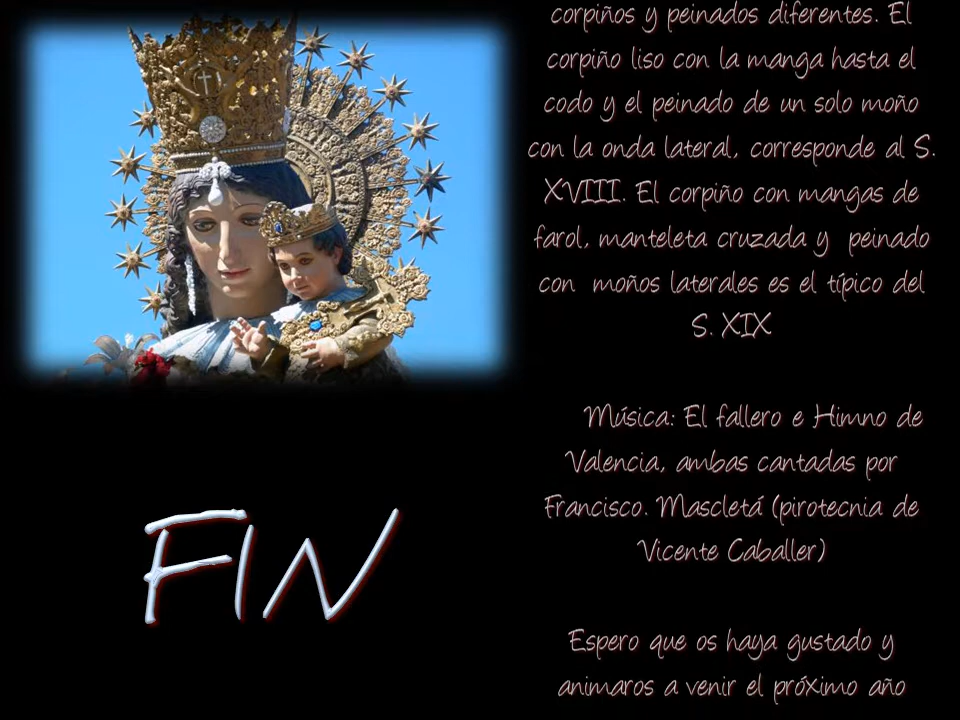 corpiños y peinados diferentes. El
corpiño liso con la manga hasta el
codo y el peinado de un solo moño
con la onda lateral, corresponde al S.
XVIII. El corpiño con mangas de
farol, manteleta cruzada y peinado
con moños laterales es el típico del
S. XIX
Música: El fallero e Himno de
Valencia, ambas cantadas por
Francisco. Mascletá (pirotecnia de
Vicente Caballer)
Espero que os haya gustado y
animaros a venir el próximo año
FIN